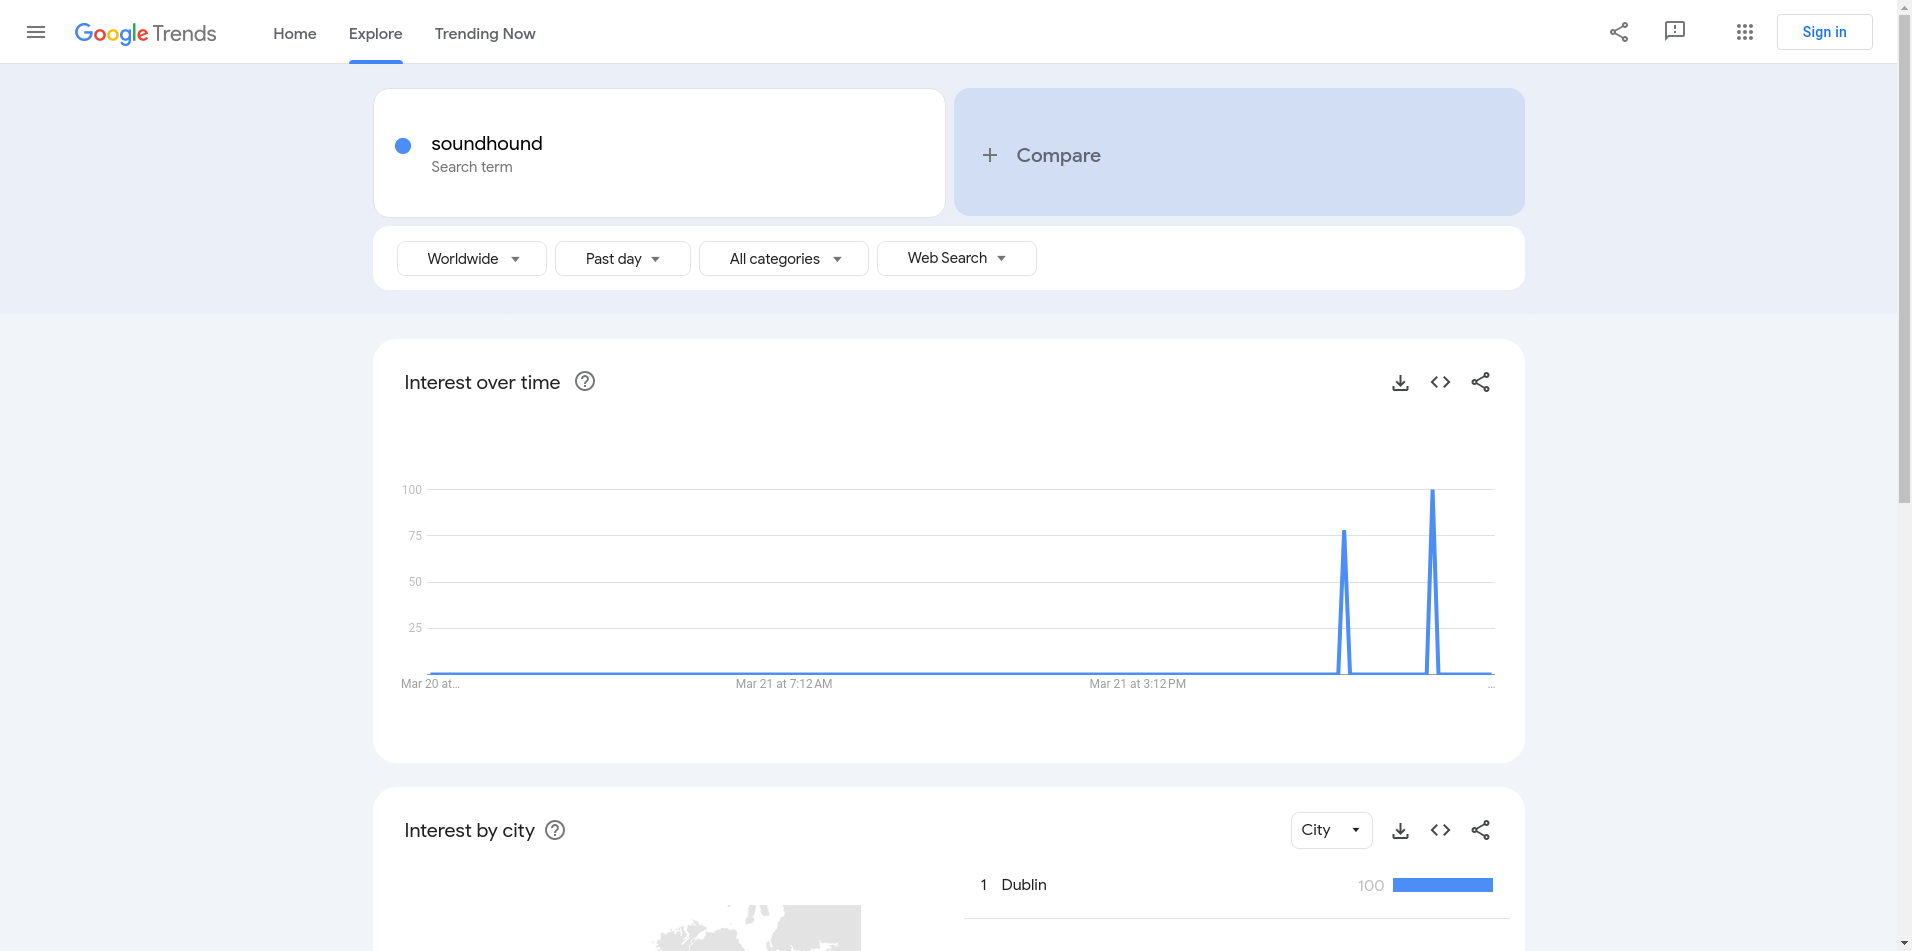 Google Trends
Home
Explore
Trending Now
Sign in
soundhound
Search term
Compare
Worldwide
Past day
All categories
Web Search
Interest over time
100
75
50
25
Mar 20 at...
Mar 21 at 7:12 AM
Mar 21 at 3:12 PM
...
Interest by city
City
1 Dublin 100